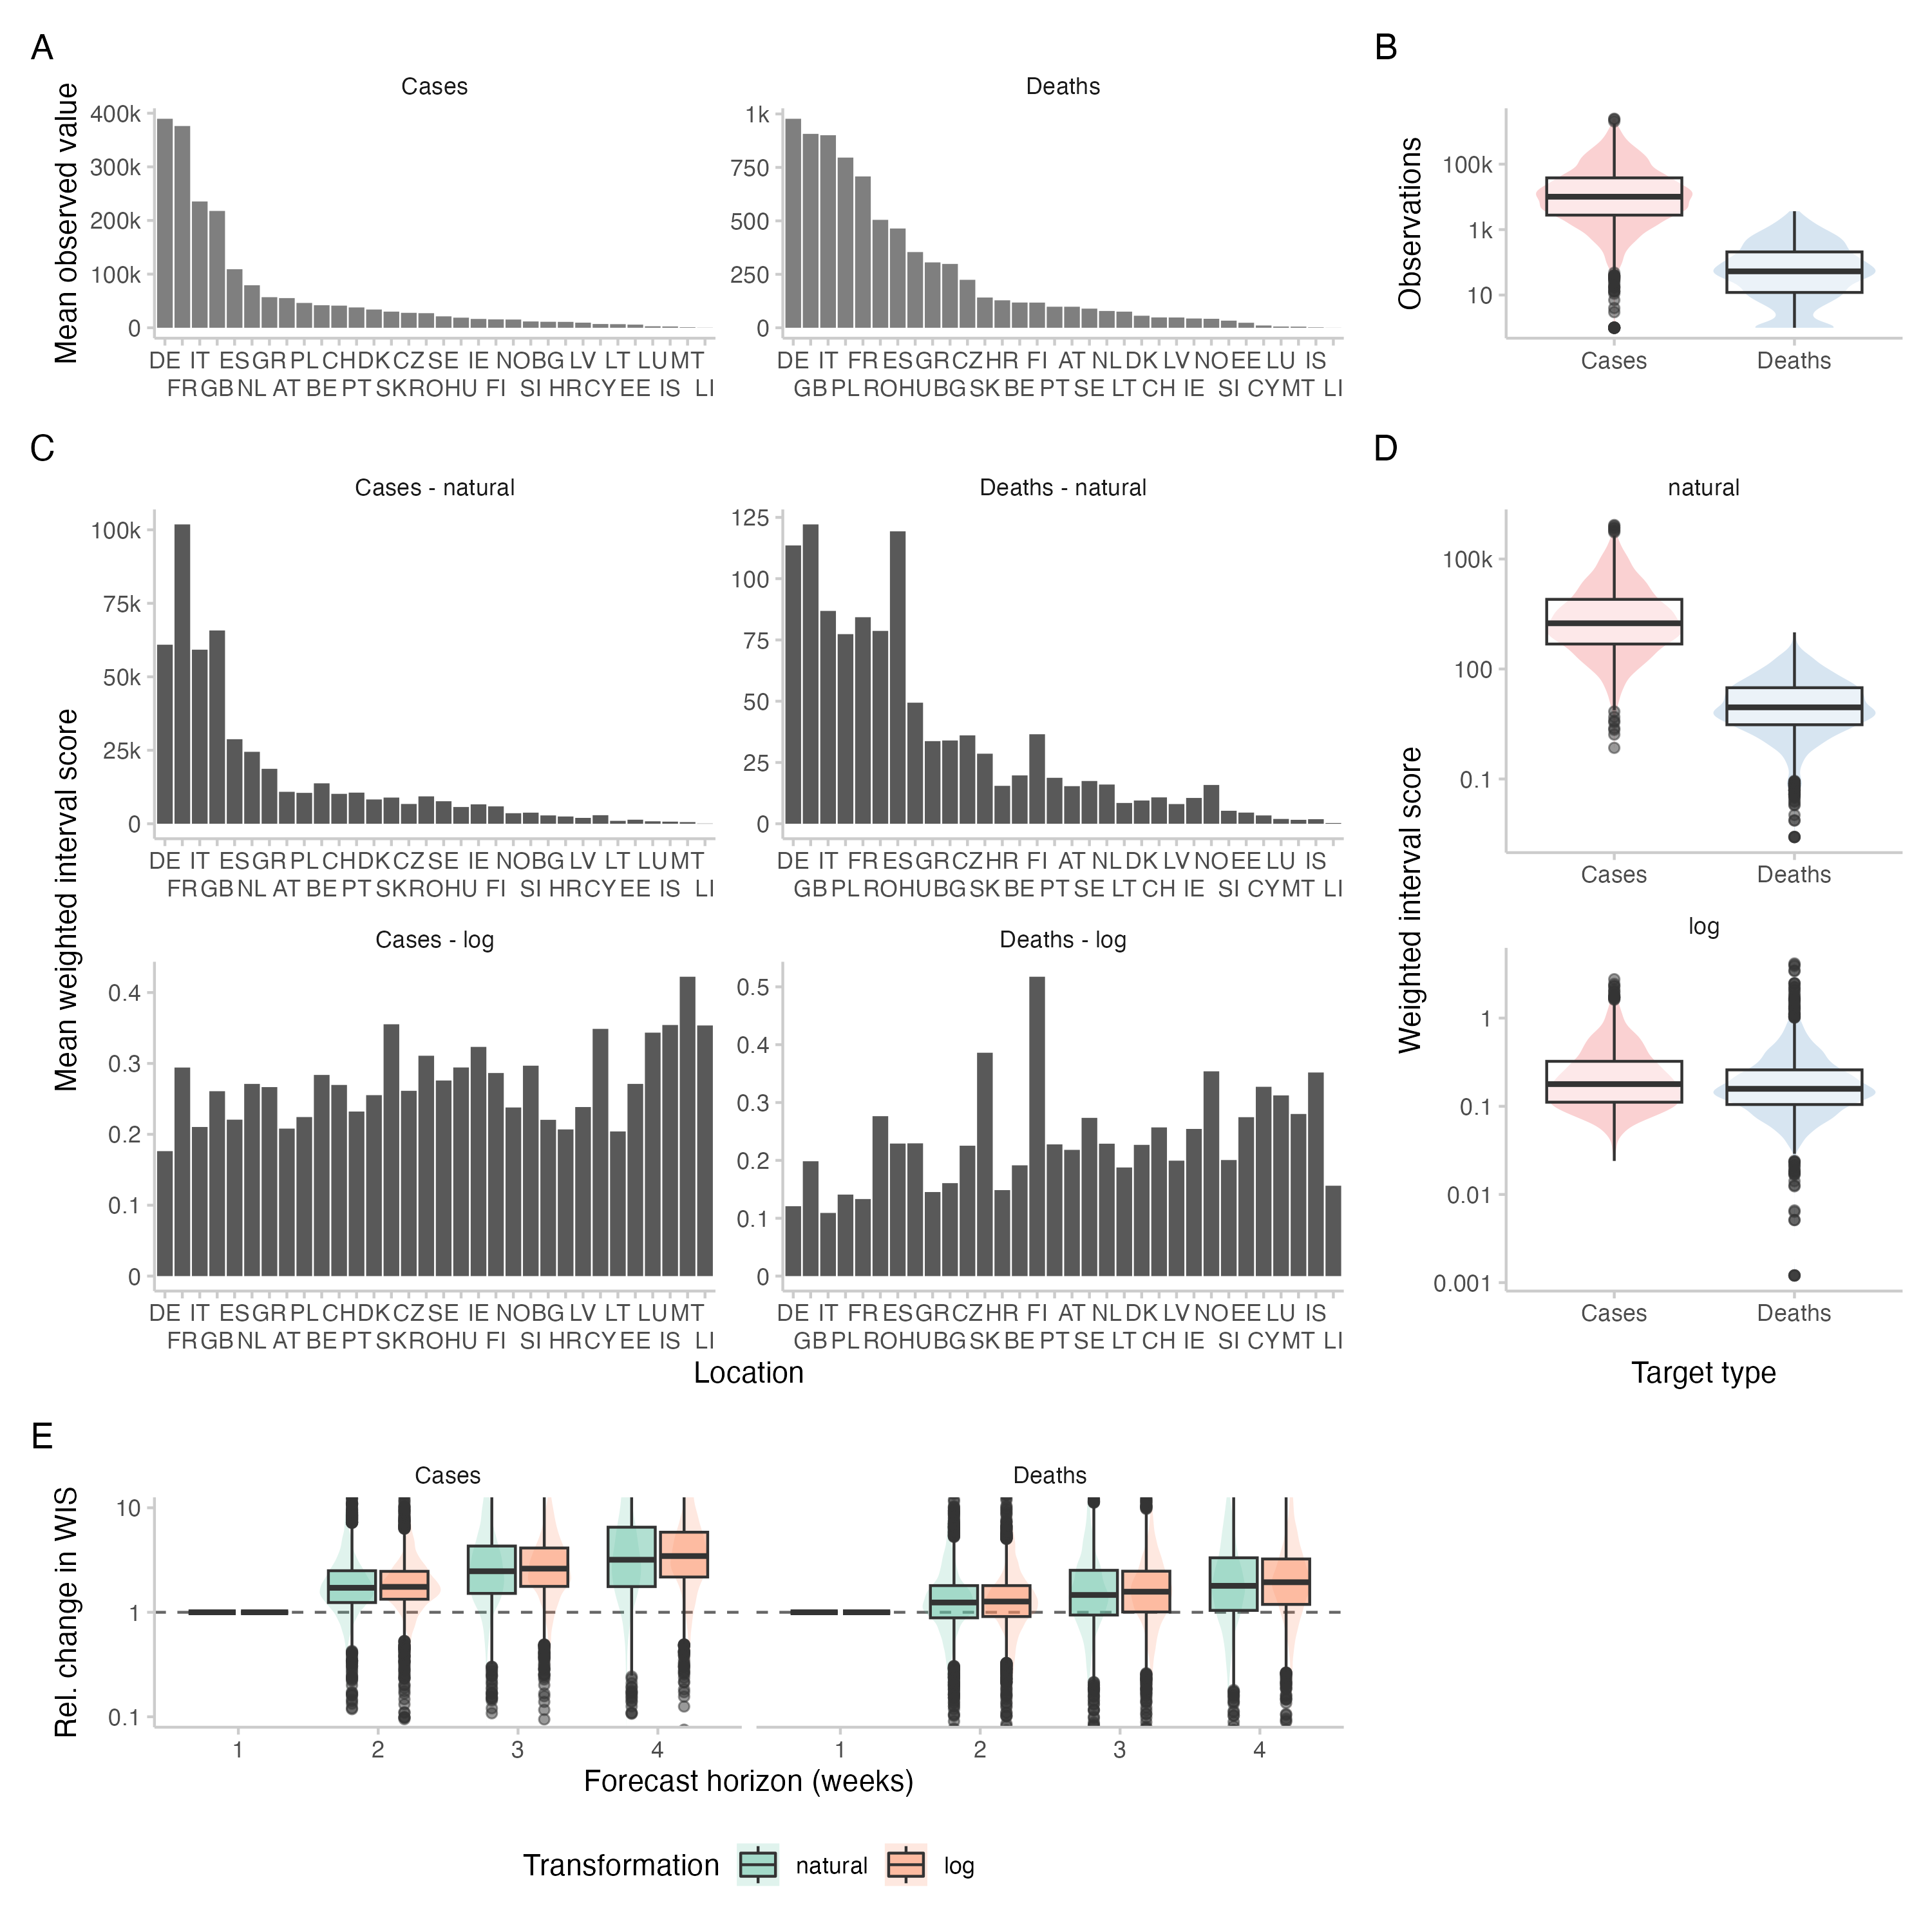 A
B
Cases
Deaths
Mean observed value
400k
300k
200k
100k
0
1k
750
500
250
0
DE IT ES GR PL CH DK CZ SE IE NO BG LV LT LU MT
FR GB NL AT BE PT SK RO HU FI SI HR CY EE IS LI
DE IT FR ES GR CZ HR FI AT NL DK LV NO EE LU IS
GB PL RO HU BG SK BE PT SE LT CH IE SI CY MT LI
Observations
100k
1k
10
Cases
Deaths
C
D
Mean weighted interval score
Cases - natural
Deaths - natural
100k
75k
50k
25k
0
125
100
75
50
25
0
DE IT ES GR PL CH DK CZ SE IE NO BG LV LT LU MT
FR GB NL AT BE PT SK RO HU FI SI HR CY EE IS LI
DE IT FR ES GR CZ HR FI AT NL DK LV NO EE LU IS
GB PL RO HU BG SK BE PT SE LT CH IE SI CY MT LI
Cases - log
Deaths - log
0.4
0.3
0.2
0.1
0
0.5
0.4
0.3
0.2
0.1
0
DE IT ES GR PL CH DK CZ SE IE NO BG LV LT LU MT
FR GB NL AT BE PT SK RO HU FI SI HR CY EE IS LI
DE IT FR ES GR CZ HR FI AT NL DK LV NO EE LU IS
GB PL RO HU BG SK BE PT SE LT CH IE SI CY MT LI
Location
Weighted interval score
natural
100k
100
0.1
Cases
Deaths
log
1
0.1
0.01
0.001
Cases
Deaths
Target type
E
Cases
Deaths
Rel. change in WIS
10
1
0.1
1
2
3
4
1
2
3
4
Forecast horizon (weeks)
Transformation
natural
log